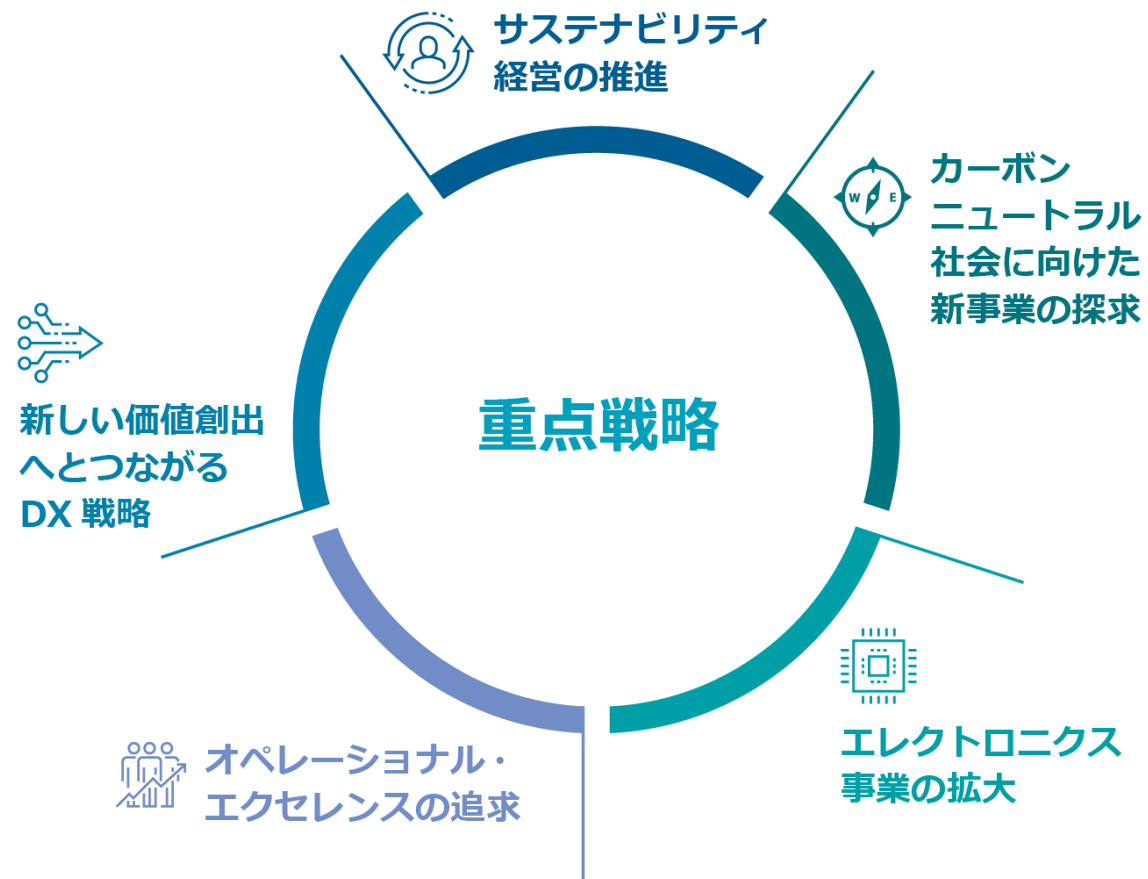 サステナビリティ
経営の推進
カーボン
ニュートラル
社会に向けた
新事業の探求
W E
重点戦略
新しい価値創出
へとつながる
DX 戦略
エレクトロニクス
事業の拡大
オペレーショナル・
エクセレンスの追求